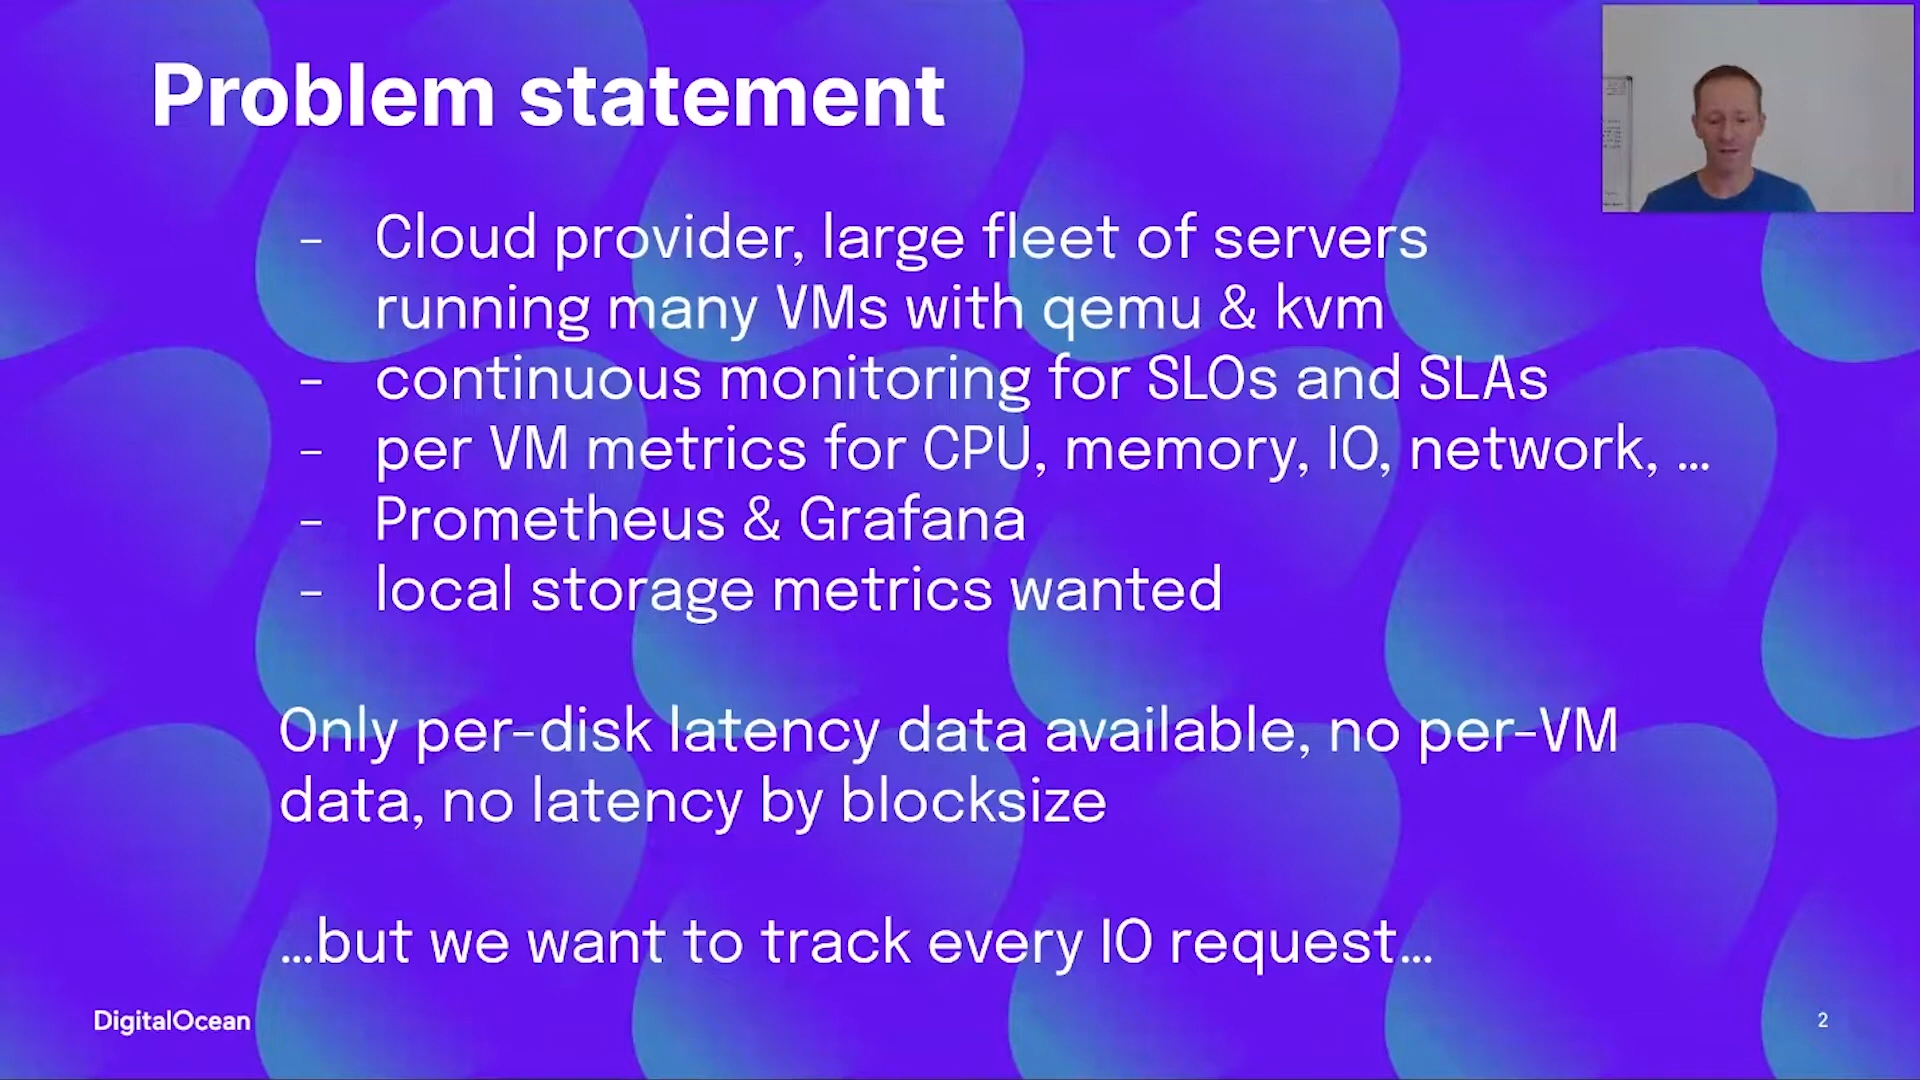 Problem statement
- Cloud provider, large fleet of servers
running many VMs with qemu & kvm
- continuous monitoring for SLOs and SLAs
- per VM metrics for CPU, memory, IO, network, ...
- Prometheus & Grafana
- local storage metrics wanted
Only per-disk latency data available, no per-VM
data, no latency by blocksize
...but we want to track every IO request...
DigitalOcean
2